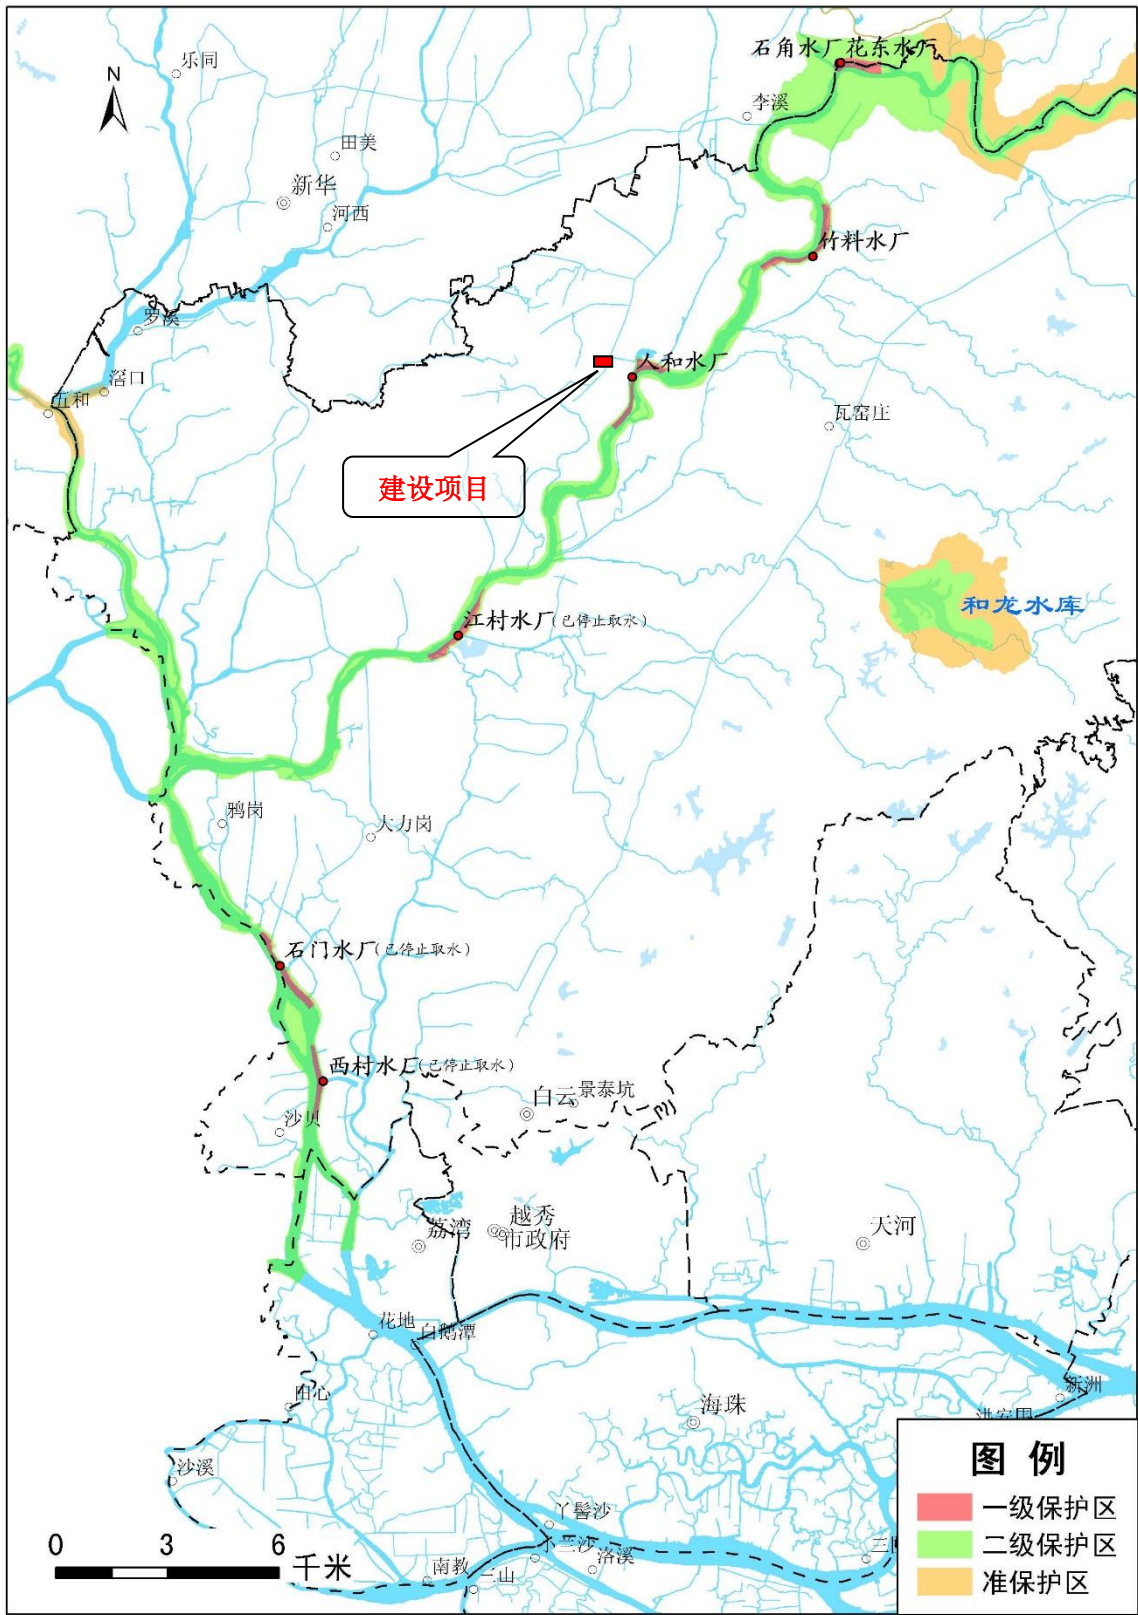 石角水厂花东水厂
乐同
N
李溪
田美
新华
河西
竹料水厂
罗溪
人和水厂
滘口
五和
瓦窑庄
建设项目
和龙水库
江村水厂(已停止取水)
鸦岗
大力岗
石门水厂(已停止取水)
西村水厂(已停止取水)
白云
景泰坑
沙贝
荔湾
越秀
市政府
天河
花地
白鹅潭
新洲
海珠
沙溪
图 例
一级保护区
二级保护区
准保护区
丫髻沙
洛溪
南教
三山
0 3 6 千米